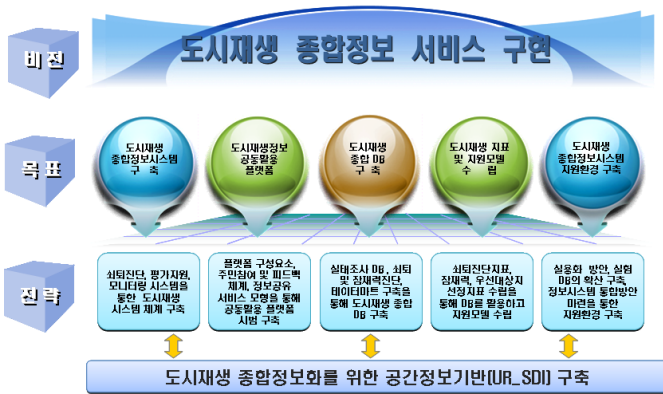 비전
도시재생 종합정보 서비스 구현
목표
도시재생
종합정보시스템
구 축
도시재생정보
공동활용
플랫폼
도시재생
종합 DB
구 축
도시재생 지표
및 지원모델
수 립
도시재생
종합정보시스템
지원환경 구축
전략
쇠퇴진단, 평가지원,
모니터링 시스템을
통한 도시재생
시스템 체계 구축
플랫폼 구성요소,
주민참여 및 피드백
체계, 정보공유
서비스 모형을 통해
공동활용 플랫폼
시범 구축
실태조사 DB, 쇠퇴
및 잠재력진단,
데이터마트 구축을
통해 도시재생 종합
DB 구축
쇠퇴진단지표,
잠재력, 우선대상지
선정지표 수립을
통해 DB를 활용하고
지원모델 수립
실용화 방안, 실험
DB의 확산 구축,
정보시스템 통합방안
마련을 통한
지원환경 구축
도시재생 종합정보화를 위한 공간정보기반(UR_SDI) 구축